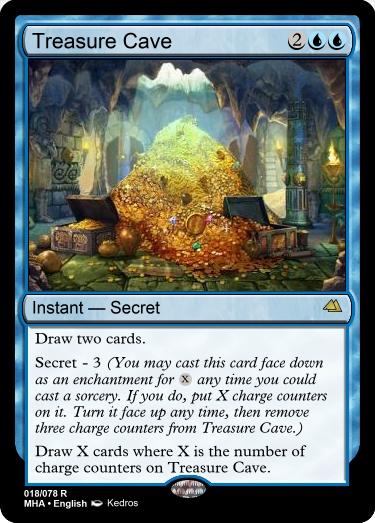 Treasure Cave
2
Instant — Secret
Draw two cards.
Secret - 3 (You may cast this card face down
as an enchantment for X any time you could
cast a sorcery. If you do, put X charge counters
on it. Turn it face up any time, then remove
three charge counters from Treasure Cave.)
Draw X cards where X is the number of
charge counters on Treasure Cave.
018/078 R
MHA • English Kedros